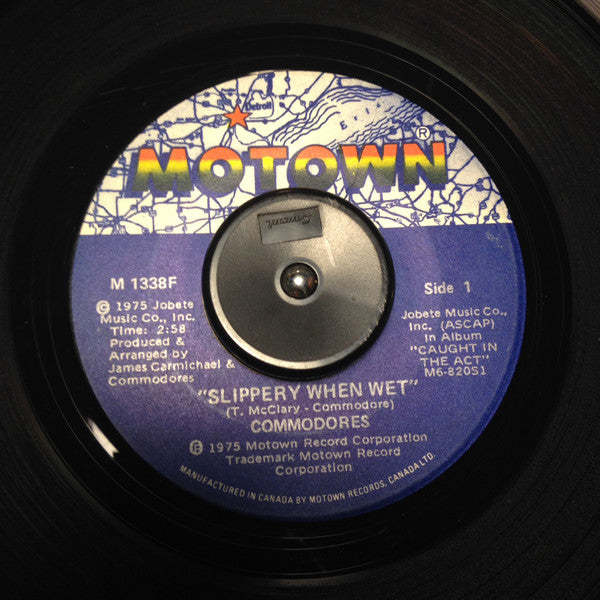 Detroit
Erie
MOTOWN®
M 1338F
Side 1
© 1975 Jobete
Music Co., Inc.
Time: 2:58
Produced &
Arranged by
James Carmichael &
Commodores
Jobete Music Co.,
Inc. (ASCAP)
In Album
"CAUGHT IN
THE ACT"
M6-820S1
"SLIPPERY WHEN WET"
(T. McClary - Commodore)
COMMODORES
℗ 1975 Motown Record Corporation
Trademark Motown Record
Corporation
MANUFACTURED IN CANADA BY MOTOWN RECORDS, CANADA LTD.
Sansui